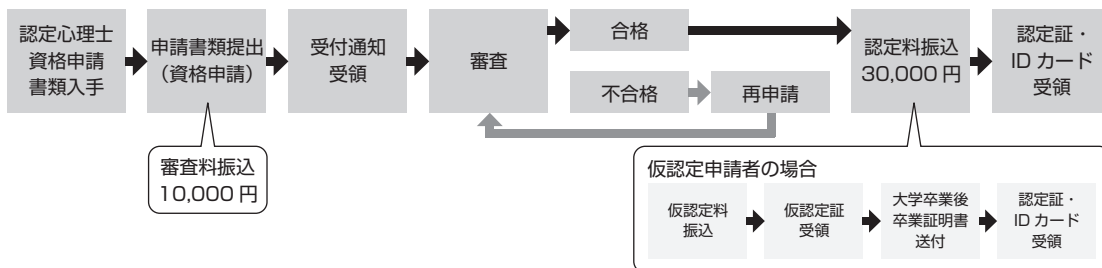 認定心理士
資格申請
書類入手
申請書類提出
（資格申請）
受付通知
受領
審査
合格
不合格
再申請
認定料振込
30,000 円
認定証・
ID カード
受領
審査料振込
10,000 円
仮認定申請者の場合
仮認定料
振込
仮認定証
受領
大学卒業後
卒業証明書
送付
認定証・
ID カード
受領